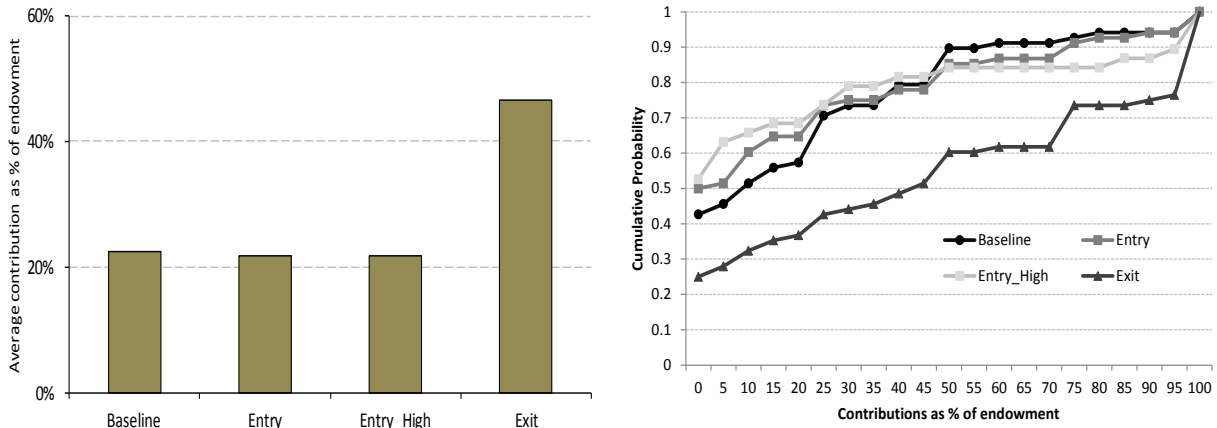 Average contribution as % of endowment
60%
40%
20%
0%
Baseline Entry Entry_High Exit
Cumulative Probability
1
0.9
0.8
0.7
0.6
0.5
0.4
0.3
0.2
0.1
0
Baseline Entry
Entry_High Exit
0 5 10 15 20 25 30 35 40 45 50 55 60 65 70 75 80 85 90 95 100
Contributions as % of endowment